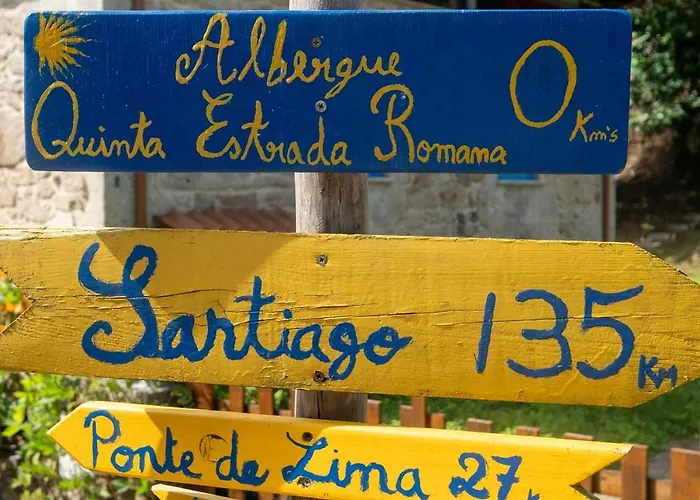 Albergue
Quinta Estrada Romana 0 Km's
Santiago 135 Km
Ponte de Lima 27,